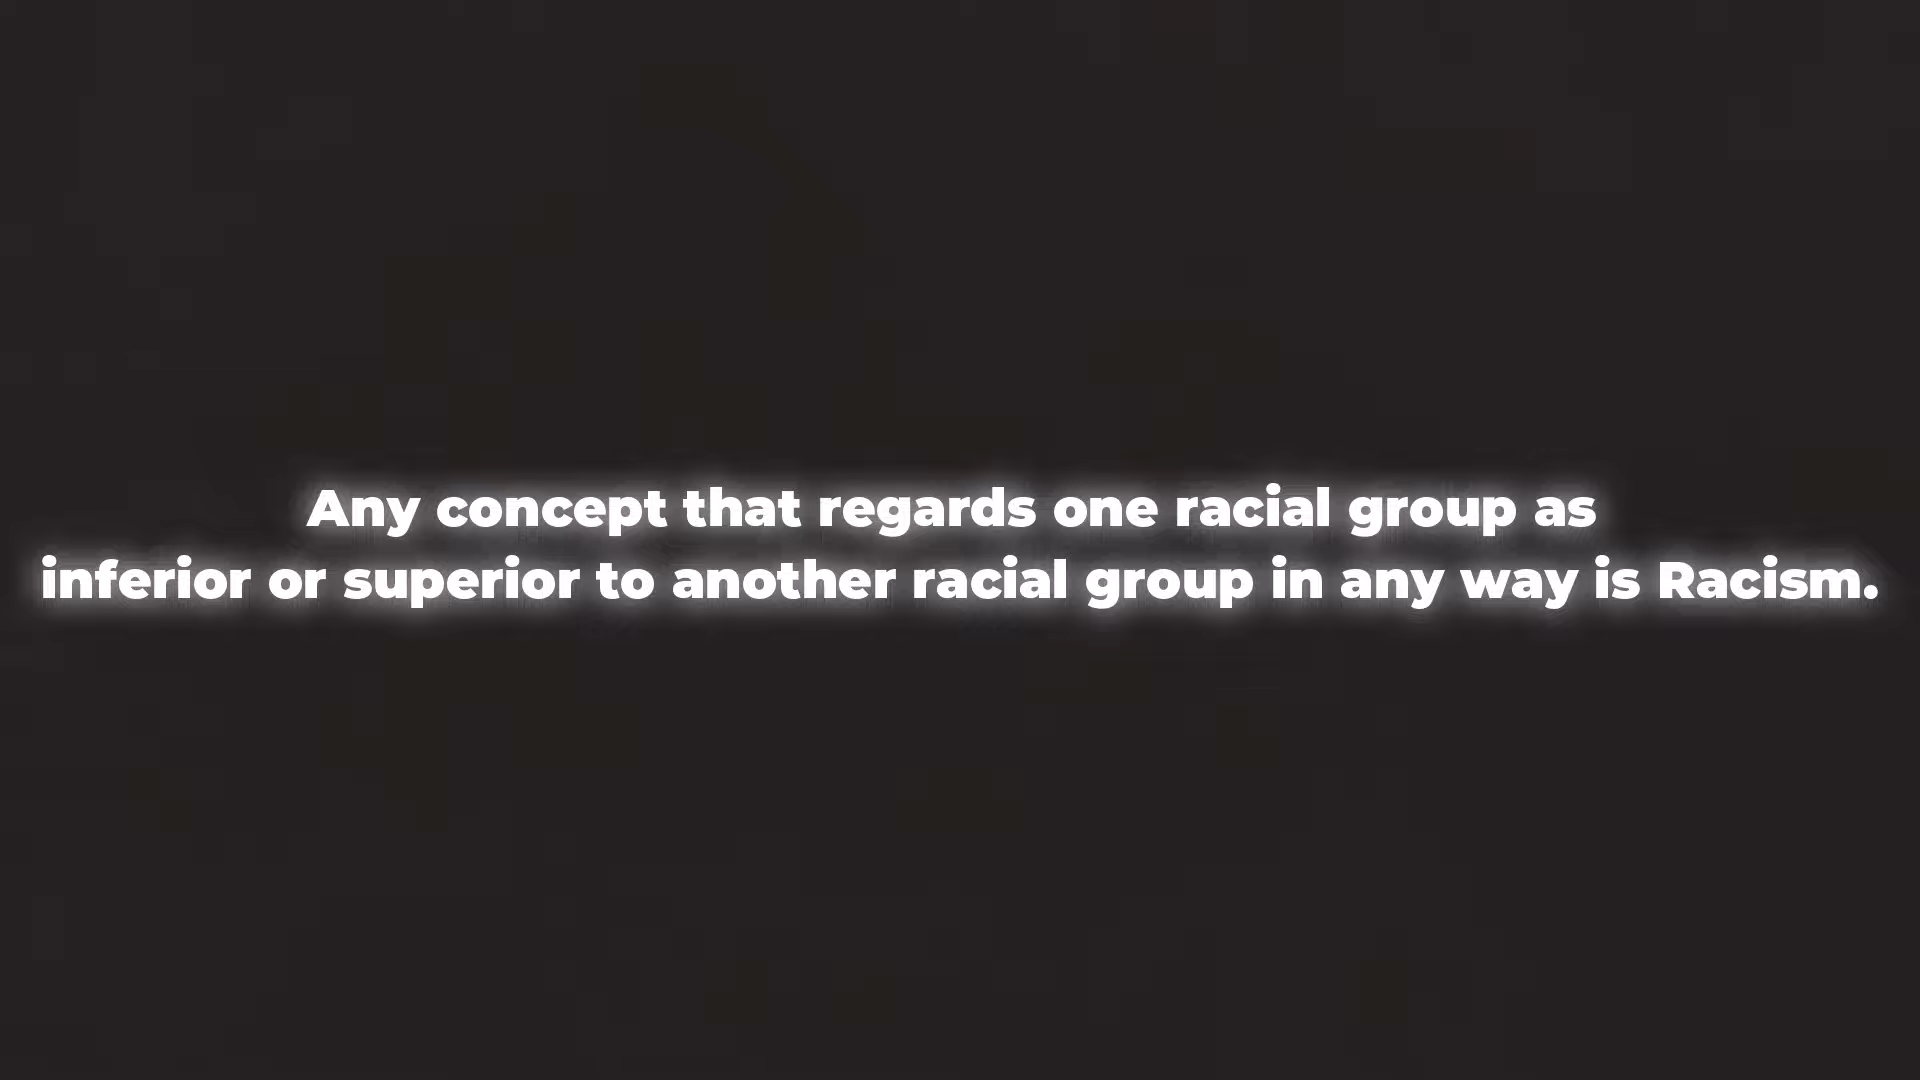 Any concept that regards one racial group as
inferior or superior to another racial group in any way is Racism.